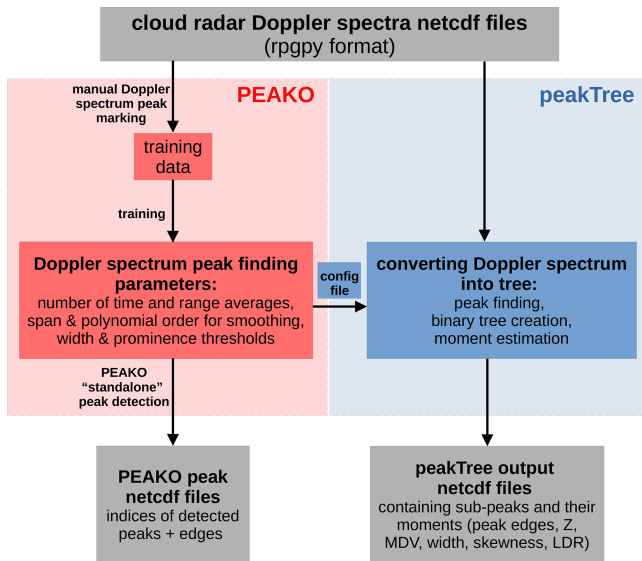 cloud radar Doppler spectra netcdf files
(rpgpy format)
PEAKO
peakTree
manual Doppler
spectrum peak
marking
training
data
training
Doppler spectrum peak finding
parameters:
number of time and range averages,
span & polynomial order for smoothing,
width & prominence thresholds
config
file
converting Doppler spectrum
into tree:
peak finding,
binary tree creation,
moment estimation
PEAKO
“standalone”
peak detection
PEAKO peak
netcdf files
indices of detected
peaks + edges
peakTree output
netcdf files
containing sub-peaks and their
moments (peak edges, Z,
MDV, width, skewness, LDR)